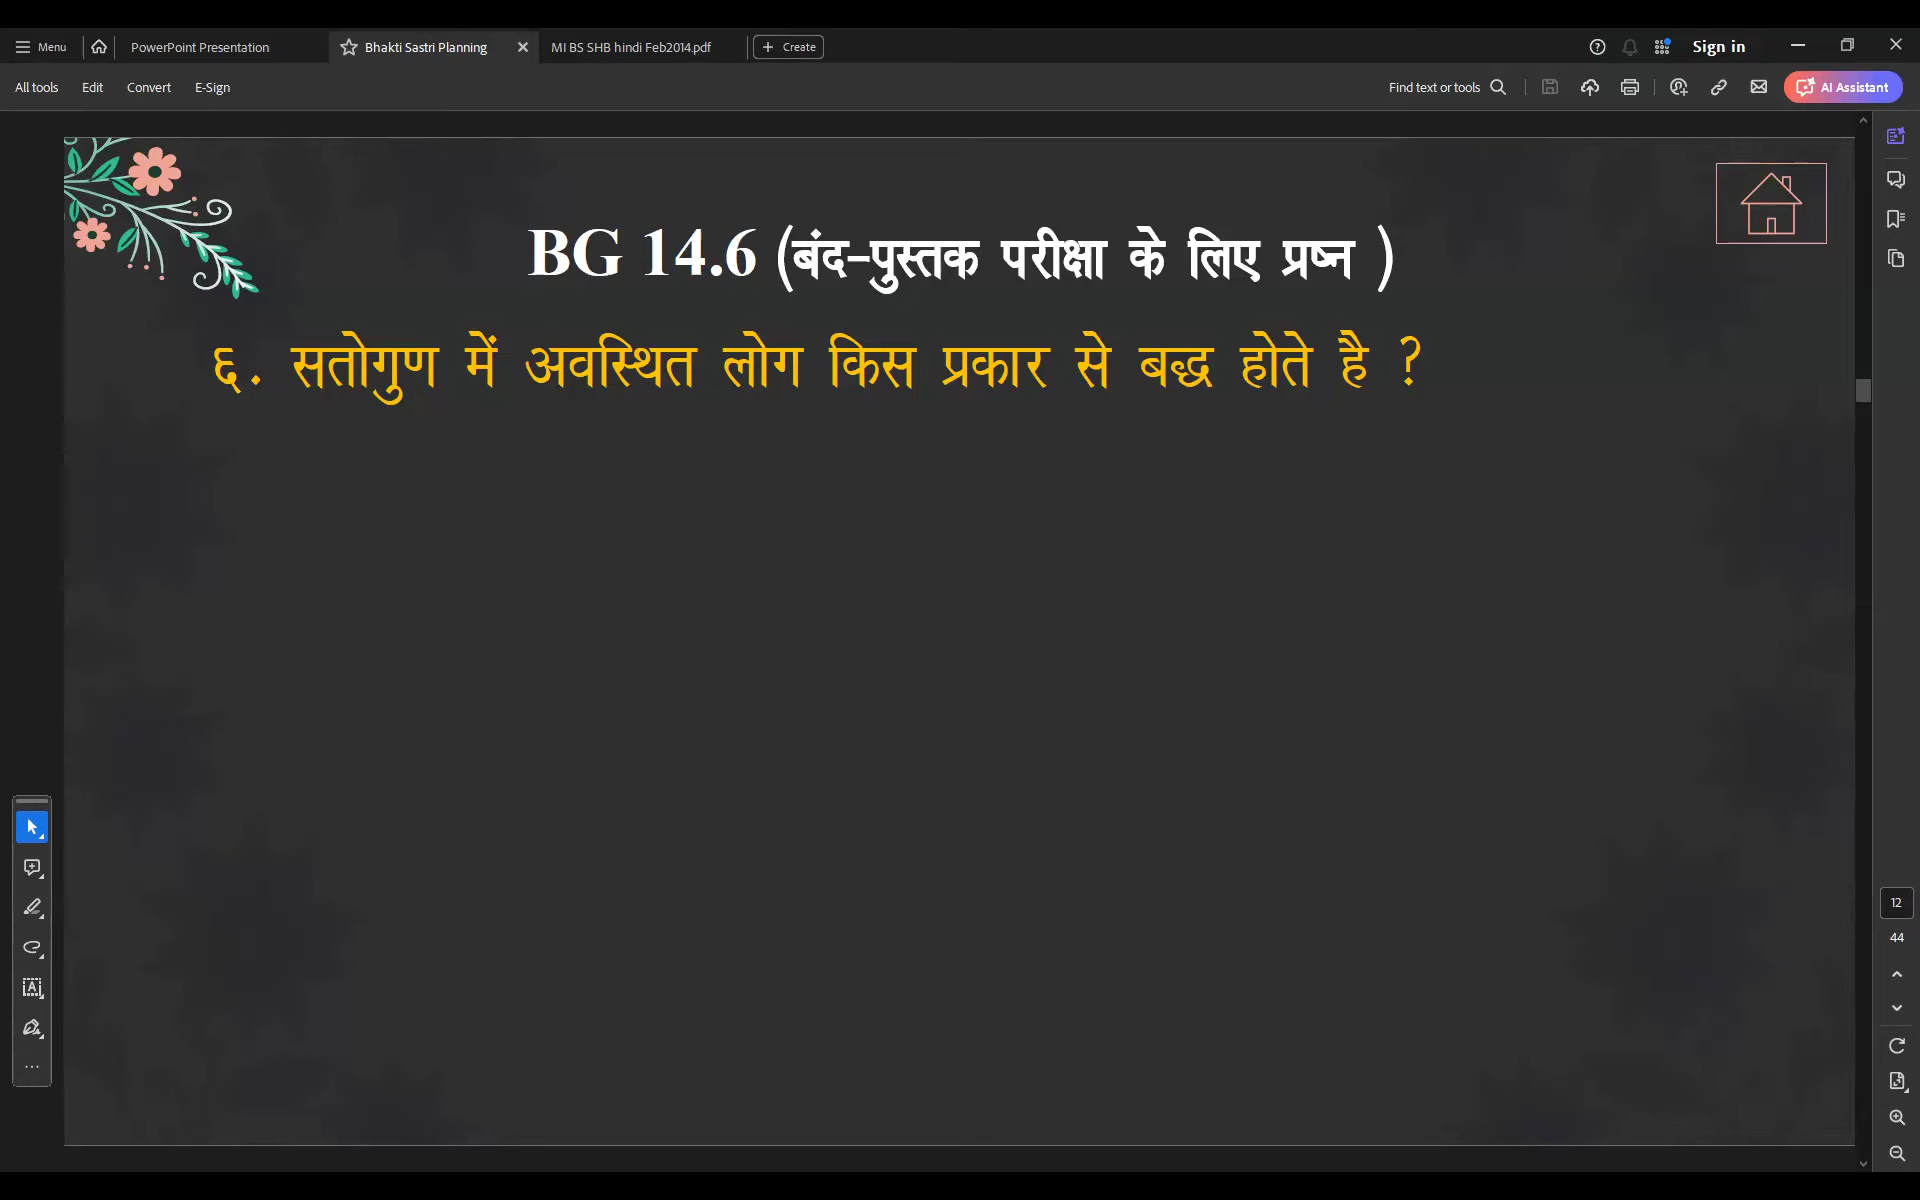 Menu
PowerPoint Presentation
Bhakti Sastri Planning
MI BS SHB hindi Feb2014.pdf
Create
Sign in
All tools
Edit
Convert
E-Sign
Find text or tools
AI Assistant
BG 14.6 (बंद-पुस्तक परीक्षा के लिए प्रष्न )
६. सतोगुण में अवस्थित लोग किस प्रकार से बद्ध होते है ?
12
44